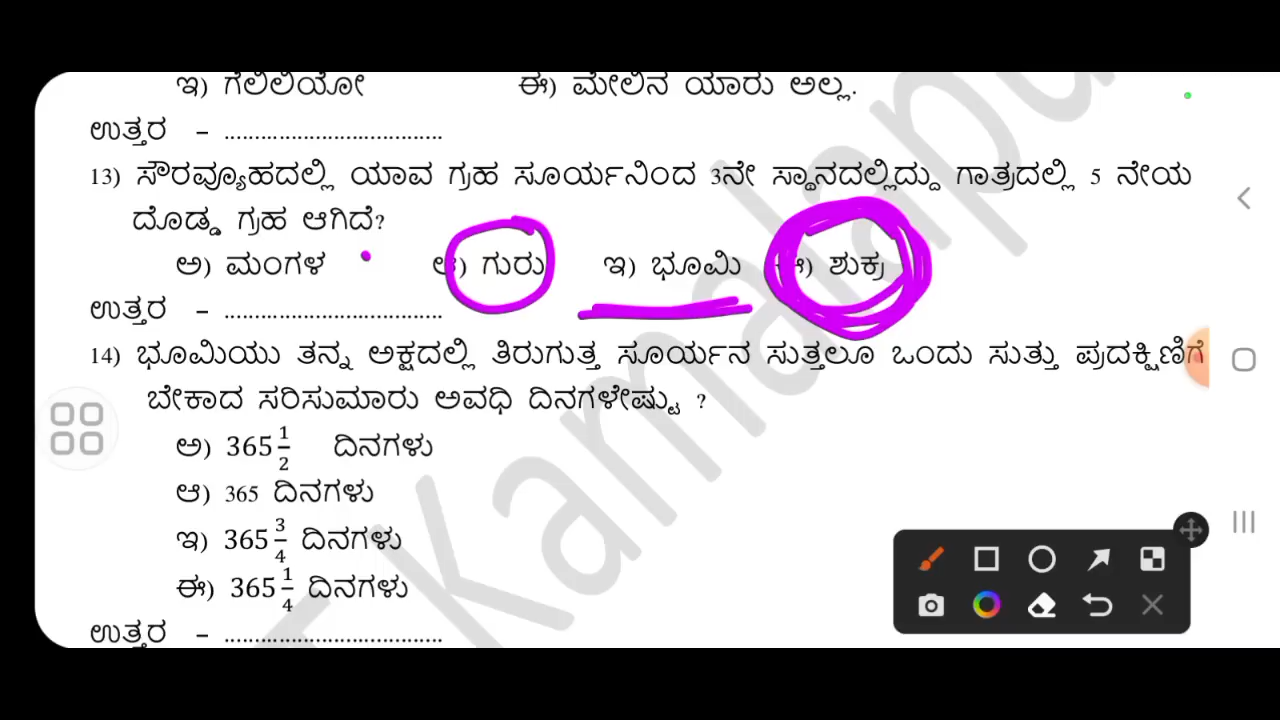 ಇ) ಗೆಲಿಲಿಯೋ ಈ) ಮೇಲಿನ ಯಾರು ಅಲ್ಲ.
ಉತ್ತರ - ....................................
13) ಸೌರವ್ಯೂಹದಲ್ಲಿ ಯಾವ ಗ್ರಹ ಸೂರ್ಯನಿಂದ 3ನೇ ಸ್ಥಾನದಲ್ಲಿದ್ದು ಗಾತ್ರದಲ್ಲಿ 5 ನೇಯ
ದೊಡ್ಡ ಗ್ರಹ ಆಗಿದೆ?
ಅ) ಮಂಗಳ ಆ) ಗುರು ಇ) ಭೂಮಿ ಈ) ಶುಕ್ರ
ಉತ್ತರ - ....................................
14) ಭೂಮಿಯು ತನ್ನ ಅಕ್ಷದಲ್ಲಿ ತಿರುಗುತ್ತ ಸೂರ್ಯನ ಸುತ್ತಲೂ ಒಂದು ಸುತ್ತು ಪ್ರದಕ್ಷಿಣೆಗೆ
ಬೇಕಾದ ಸರಿಸುಮಾರು ಅವಧಿ ದಿನಗಳೇಷ್ಟು ?
ಅ) 365 1/2 ದಿನಗಳು
ಆ) 365 ದಿನಗಳು
ಇ) 365 3/4 ದಿನಗಳು
ಈ) 365 1/4 ದಿನಗಳು
ಉತ್ತರ - ....................................